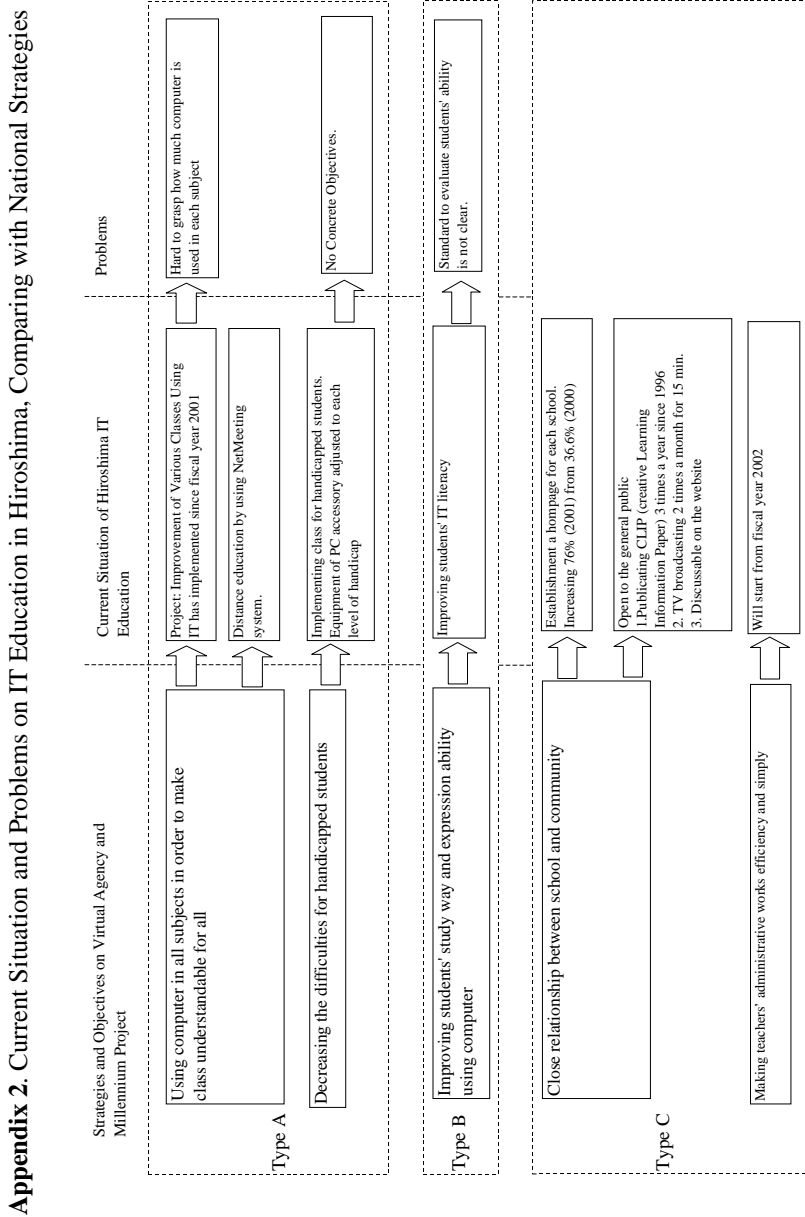 Appendix 2. Current Situation and Problems on IT Education in Hiroshima, Comparing with National Strategies
Strategies and Objectives on Virtual Agency and
Millennium Project
Current Situation of Hiroshima IT
Education
Problems
Type A
Using computer in all subjects in order to make
class understandable for all
Project: Improvement of Various Classes Using
IT has implemented since fiscal year 2001
Hard to grasp how much computer is
used in each subject
Distance education by using NetMeeting
system.
Decreasing the difficulties for handicapped students
Implementing class for handicapped students.
Equipment of PC accessory adjusted to each
level of handicap
No Concrete Objectives.
Type B
Improving students' study way and expression ability
using computer
Improving students' IT literacy
Standard to evaluate students' ability
is not clear.
Type C
Close relationship between school and community
Establishment a hompage for each school.
Increasing 76% (2001) from 36.6% (2000)
Open to the general public
1.Publicating CLIP (creative Learning
Information Paper) 3 times a year since 1996
2. TV broadcasting 2 times a month for 15 min.
3. Discussable on the website
Making teachers' administrative works efficiency and simply
Will start from fiscal year 2002